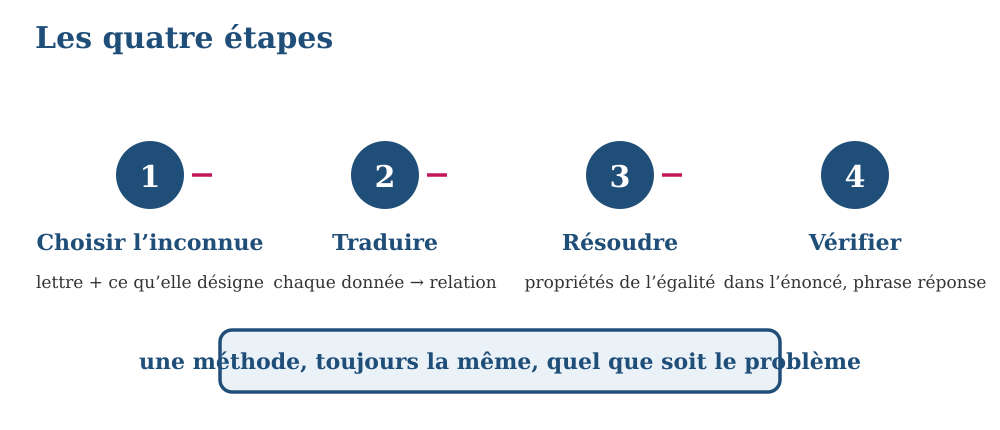 Les quatre étapes
1 2 3 4
Choisir l’inconnue Traduire Résoudre Vérifier
lettre + ce qu’elle désigne chaque donnée → relation propriétés de l’égalité dans l’énoncé, phrase réponse
une méthode, toujours la même, quel que soit le problème